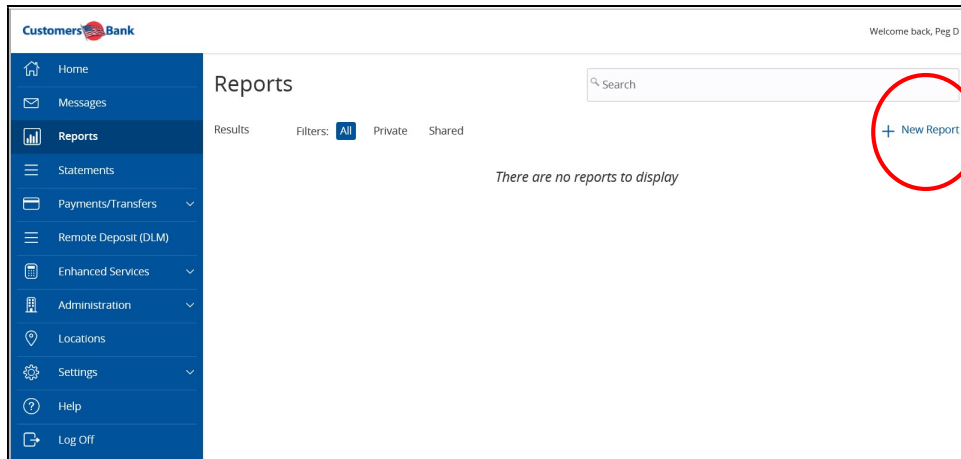 Customers Bank
Welcome back, Peg D
Home
Messages
Reports
Statements
Payments/Transfers
Remote Deposit (DLM)
Enhanced Services
Administration
Locations
Settings
Help
Log Off
Reports
Search
Results Filters: All Private Shared
+ New Report
There are no reports to display